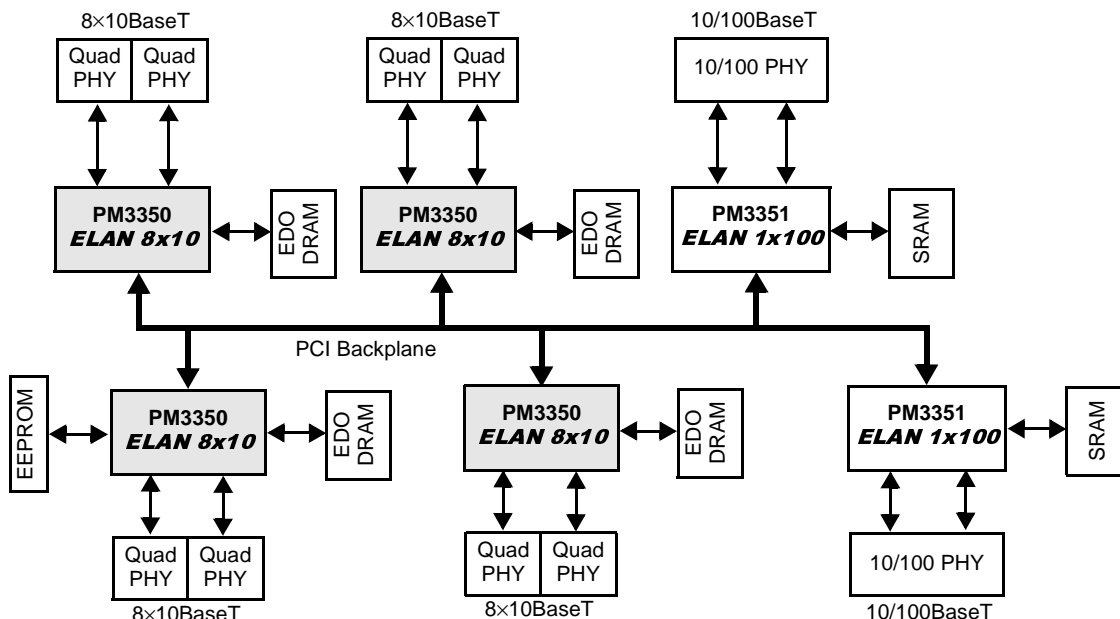 8×10BaseT
8×10BaseT
10/100BaseT
Quad PHY
Quad PHY
Quad PHY
Quad PHY
10/100 PHY
PM3350
ELAN 8x10
EDO DRAM
PM3350
ELAN 8x10
EDO DRAM
PM3351
ELAN 1x100
SRAM
PCI Backplane
EEPROM
PM3350
ELAN 8x10
EDO DRAM
PM3350
ELAN 8x10
EDO DRAM
PM3351
ELAN 1x100
SRAM
Quad PHY
Quad PHY
Quad PHY
Quad PHY
10/100 PHY
8×10BaseT
8×10BaseT
10/100BaseT